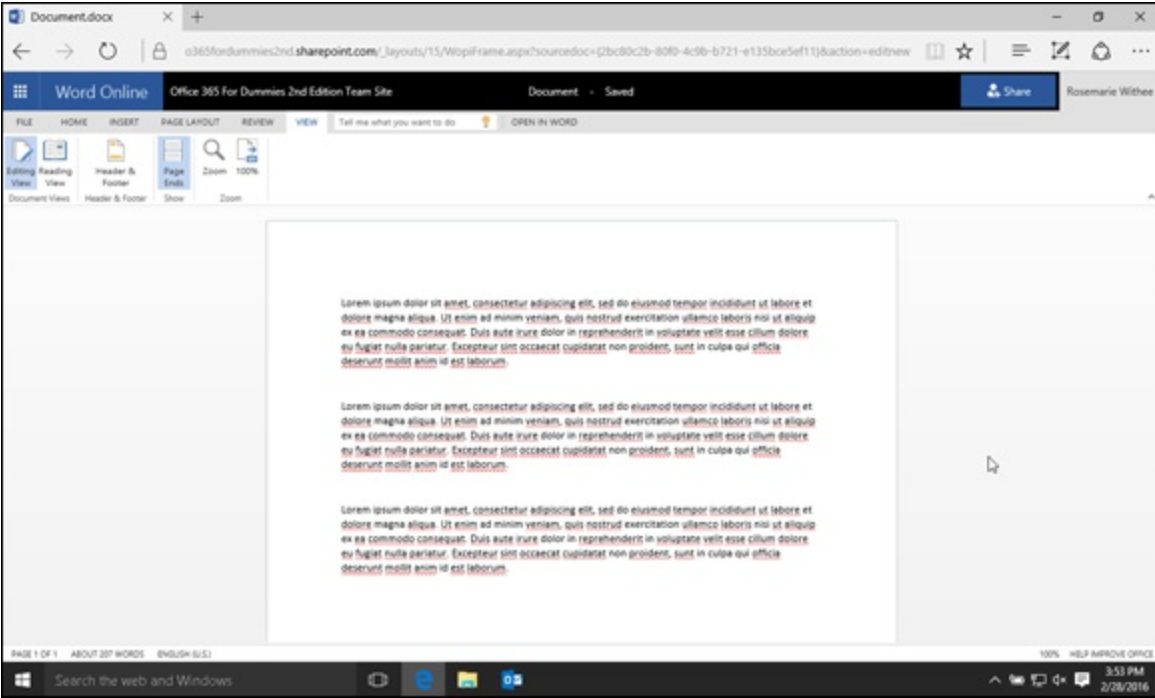 Document.docx
o365fordummies2nd.sharepoint.com/_layouts/15/WopiFrame.aspx?sourcedoc={2bc80c2b-80f0-4c9b-b721-e135bce5ef11}&action=editnew
Word Online Office 365 For Dummies 2nd Edition Team Site Document - Saved Share Rosemarie Withee
FILE HOME INSERT PAGE LAYOUT REVIEW VIEW Tell me what you want to do OPEN IN WORD
Editing Reading Header & Page Zoom 100%
View View Footer Ends
Document Views Header & Footer Show Zoom
Lorem ipsum dolor sit amet, consectetur adipiscing elit, sed do eiusmod tempor incididunt ut labore et
dolore magna aliqua. Ut enim ad minim veniam, quis nostrud exercitation ullamco laboris nisi ut aliquip
ex ea commodo consequat. Duis aute irure dolor in reprehenderit in voluptate velit esse cillum dolore
eu fugiat nulla pariatur. Excepteur sint occaecat cupidatat non proident, sunt in culpa qui officia
deserunt mollit anim id est laborum.
Lorem ipsum dolor sit amet, consectetur adipiscing elit, sed do eiusmod tempor incididunt ut labore et
dolore magna aliqua. Ut enim ad minim veniam, quis nostrud exercitation ullamco laboris nisi ut aliquip
ex ea commodo consequat. Duis aute irure dolor in reprehenderit in voluptate velit esse cillum dolore
eu fugiat nulla pariatur. Excepteur sint occaecat cupidatat non proident, sunt in culpa qui officia
deserunt mollit anim id est laborum.
Lorem ipsum dolor sit amet, consectetur adipiscing elit, sed do eiusmod tempor incididunt ut labore et
dolore magna aliqua. Ut enim ad minim veniam, quis nostrud exercitation ullamco laboris nisi ut aliquip
ex ea commodo consequat. Duis aute irure dolor in reprehenderit in voluptate velit esse cillum dolore
eu fugiat nulla pariatur. Excepteur sint occaecat cupidatat non proident, sunt in culpa qui officia
deserunt mollit anim id est laborum.
PAGE 1 OF 1 ABOUT 207 WORDS ENGLISH (U.S.) 100% HELP IMPROVE OFFICE
Search the web and Windows 3:53 PM
2/28/2016